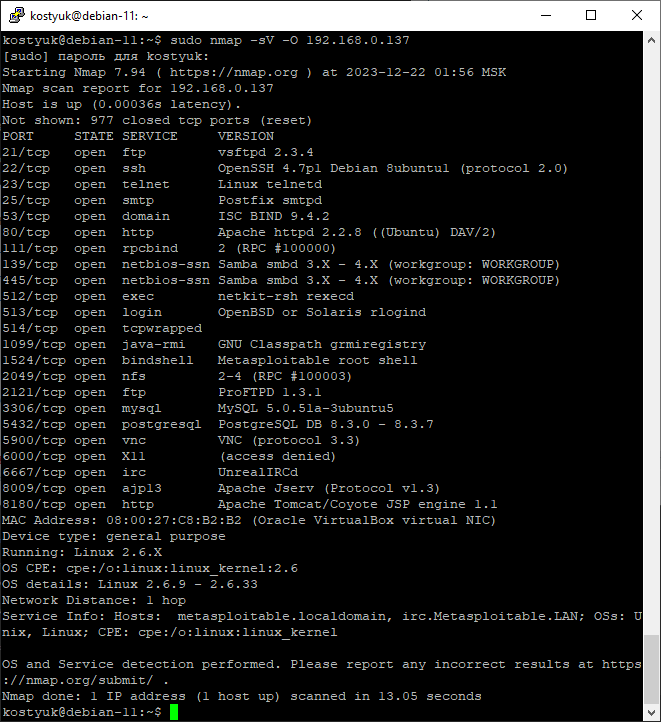 kostyuk@debian-11: ~
kostyuk@debian-11:~$ sudo nmap -sV -O 192.168.0.137
[sudo] пароль для kostyuk:
Starting Nmap 7.94 ( https://nmap.org ) at 2023-12-22 01:56 MSK
Nmap scan report for 192.168.0.137
Host is up (0.00036s latency).
Not shown: 977 closed tcp ports (reset)
PORT     STATE SERVICE     VERSION
21/tcp   open  ftp         vsftpd 2.3.4
22/tcp   open  ssh         OpenSSH 4.7p1 Debian 8ubuntu1 (protocol 2.0)
23/tcp   open  telnet      Linux telnetd
25/tcp   open  smtp        Postfix smtpd
53/tcp   open  domain      ISC BIND 9.4.2
80/tcp   open  http        Apache httpd 2.2.8 ((Ubuntu) DAV/2)
111/tcp  open  rpcbind     2 (RPC #100000)
139/tcp  open  netbios-ssn Samba smbd 3.X - 4.X (workgroup: WORKGROUP)
445/tcp  open  netbios-ssn Samba smbd 3.X - 4.X (workgroup: WORKGROUP)
512/tcp  open  exec        netkit-rsh rexecd
513/tcp  open  login       OpenBSD or Solaris rlogind
514/tcp  open  tcpwrapped
1099/tcp open  java-rmi    GNU Classpath grmiregistry
1524/tcp open  bindshell   Metasploitable root shell
2049/tcp open  nfs         2-4 (RPC #100003)
2121/tcp open  ftp         ProFTPD 1.3.1
3306/tcp open  mysql       MySQL 5.0.51a-3ubuntu5
5432/tcp open  postgresql  PostgreSQL DB 8.3.0 - 8.3.7
5900/tcp open  vnc         VNC (protocol 3.3)
6000/tcp open  X11         (access denied)
6667/tcp open  irc         UnrealIRCd
8009/tcp open  ajp13       Apache Jserv (Protocol v1.3)
8180/tcp open  http        Apache Tomcat/Coyote JSP engine 1.1
MAC Address: 08:00:27:C8:B2:B2 (Oracle VirtualBox virtual NIC)
Device type: general purpose
Running: Linux 2.6.X
OS CPE: cpe:/o:linux:linux_kernel:2.6
OS details: Linux 2.6.9 - 2.6.33
Network Distance: 1 hop
Service Info: Hosts:  metasploitable.localdomain, irc.Metasploitable.LAN; OSs: U
nix, Linux; CPE: cpe:/o:linux:linux_kernel
OS and Service detection performed. Please report any incorrect results at https
://nmap.org/submit/ .
Nmap done: 1 IP address (1 host up) scanned in 13.05 seconds
kostyuk@debian-11:~$